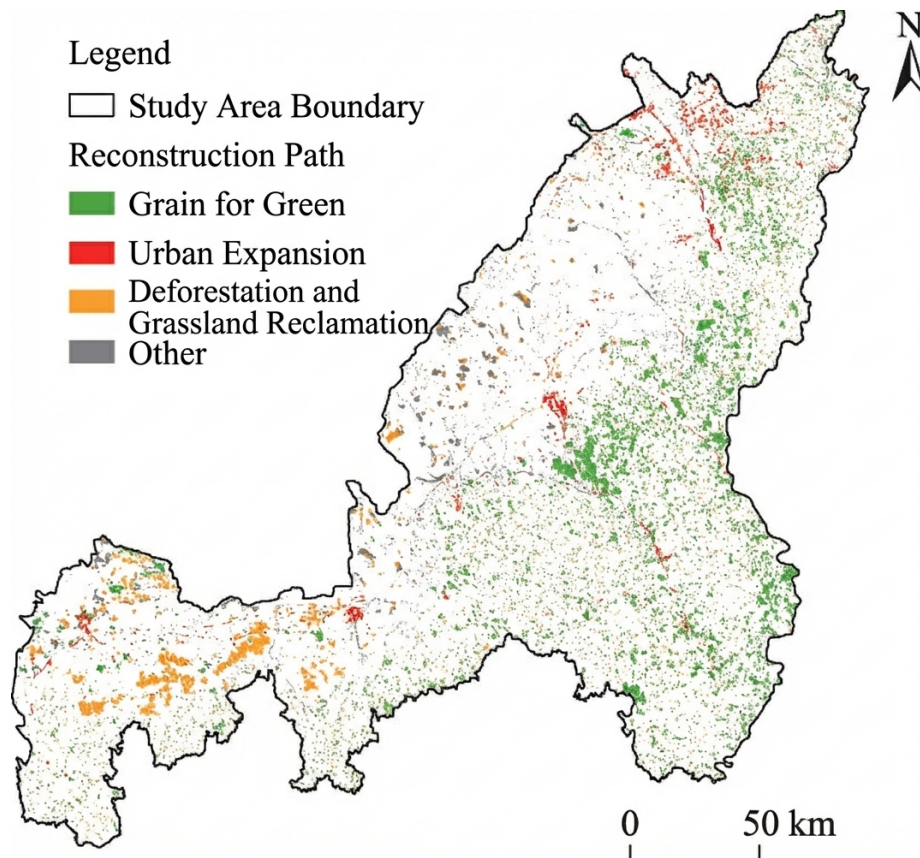 Legend
N
Study Area Boundary
Reconstruction Path
Grain for Green
Urban Expansion
Deforestation and
Grassland Reclamation
Other
0 50 km